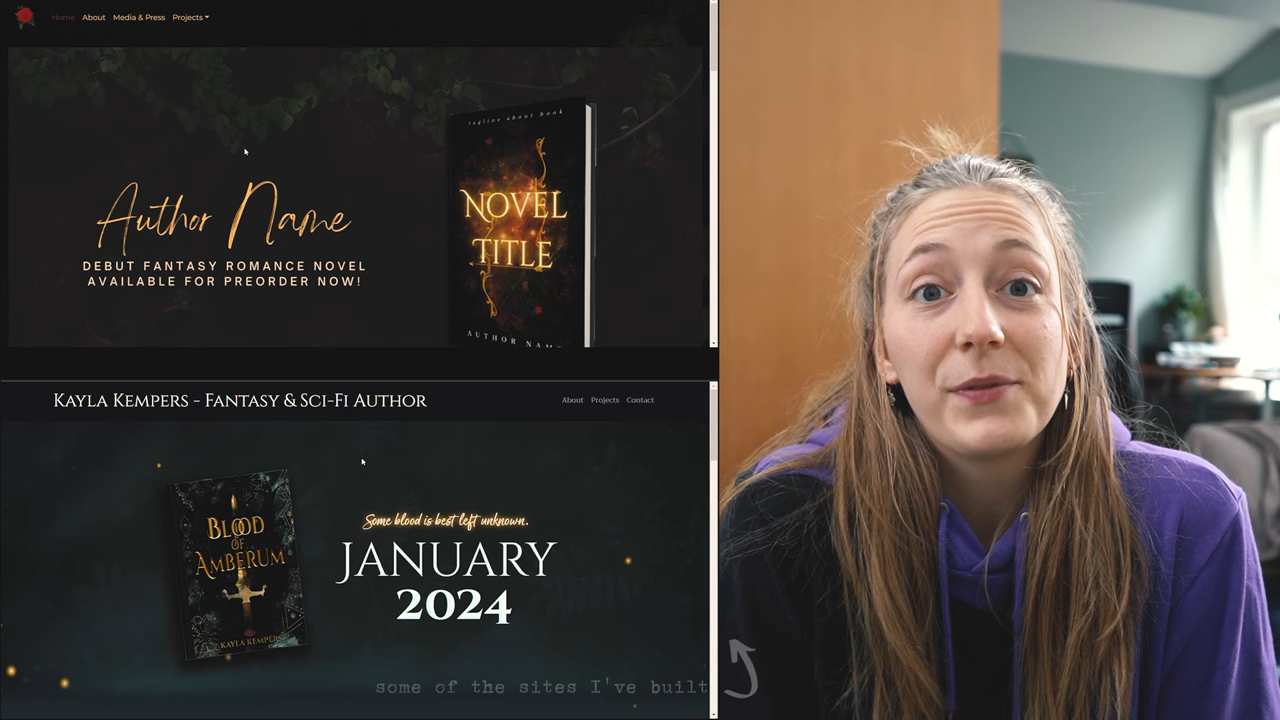 Home About Media & Press Projects
tagline about book
NOVEL
TITLE
AUTHOR NAME
Author Name
DEBUT FANTASY ROMANCE NOVEL
AVAILABLE FOR PREORDER NOW!
KAYLA KEMPERS - FANTASY & SCI-FI AUTHOR
About Projects Contact
BLOOD
OF
AMBERUM
KAYLA KEMPERS
Some blood is best left unknown.
JANUARY
2024
some of the sites I've built